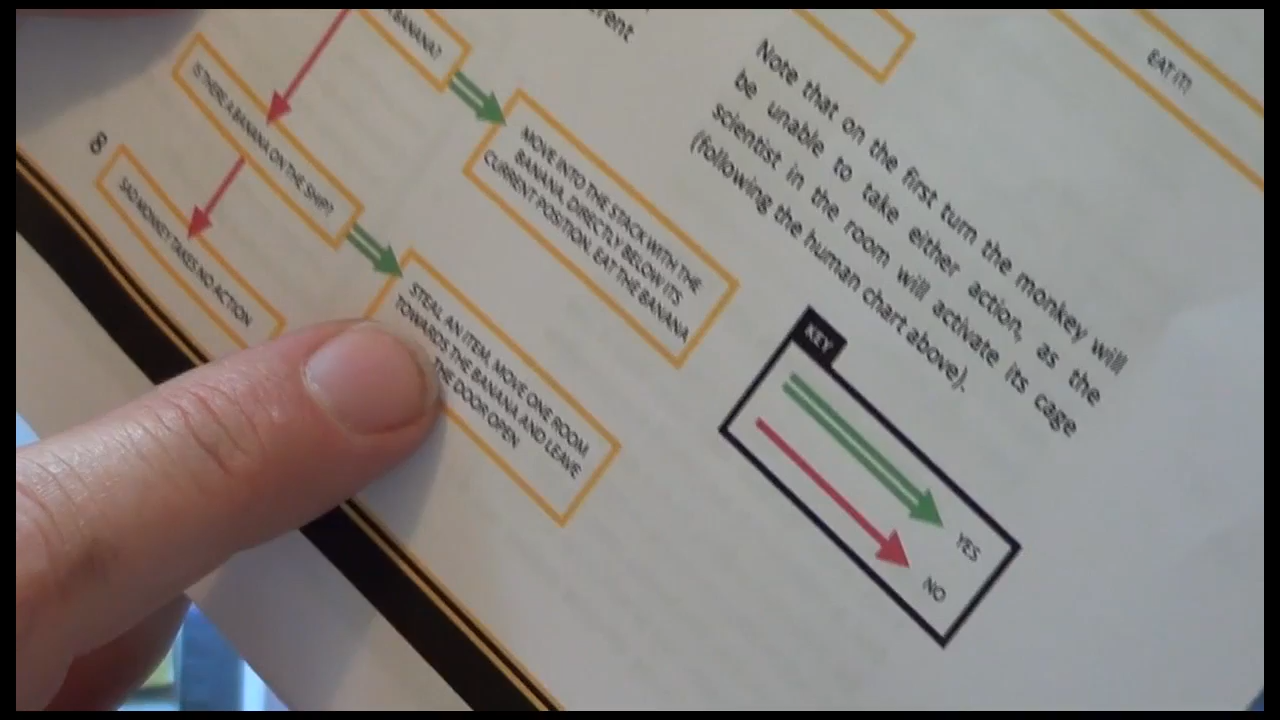 BANANA?
erent
IS THERE A BANANA ON THE SHIP?
8
SAD MONKEY TAKES NO ACTION
MOVE INTO THE STACK WITH THE
BANANA, DIRECTLY BELOW ITS
CURRENT POSITION, EAT THE BANANA
STEAL AN ITEM, MOVE ONE ROOM
TOWARDS THE BANANA AND LEAVE
THE DOOR OPEN
EAT IT!
Note that on the first turn the monkey will
be unable to take either action, as the
scientist in the room will activate its cage
(following the human chart above).
KEY
YES
NO